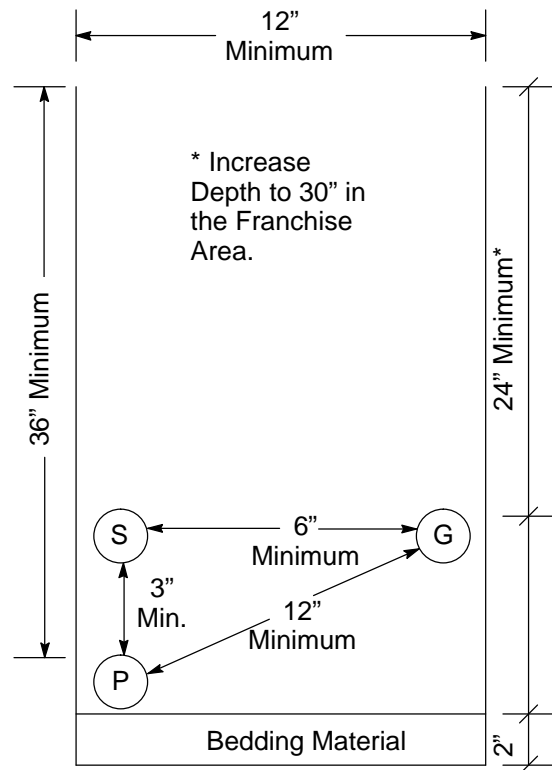 12”
Minimum
* Increase
Depth to 30” in
the Franchise
Area.
36” Minimum
24” Minimum*
S
6”
Minimum
G
3”
Min.
12”
Minimum
P
Bedding Material
2”